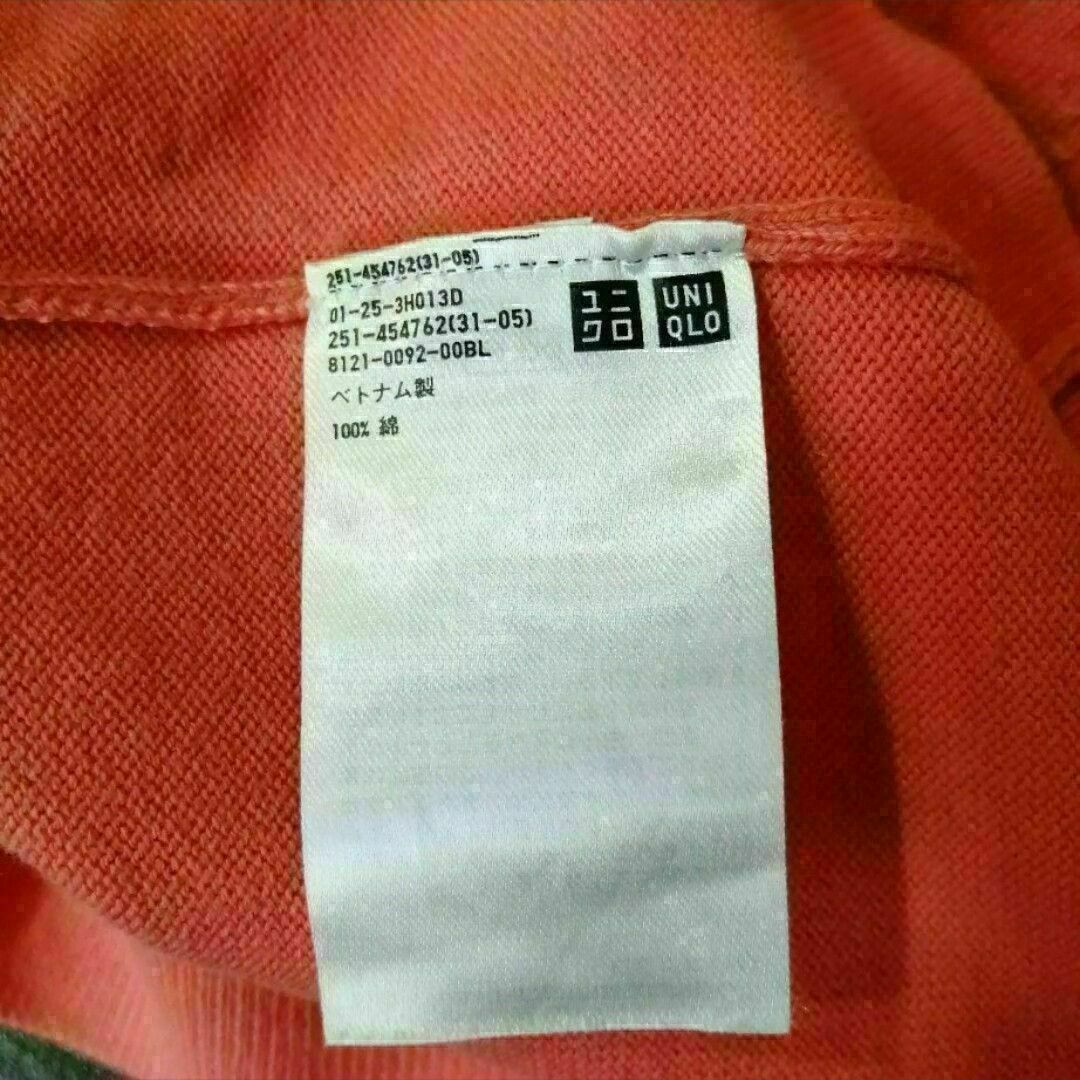 251-454762(31-05)
01-25-3H013D
251-454762(31-05)
8121-0092-00BL
ベトナム製
100% 綿
ユニ
クロ
UNI
QLO